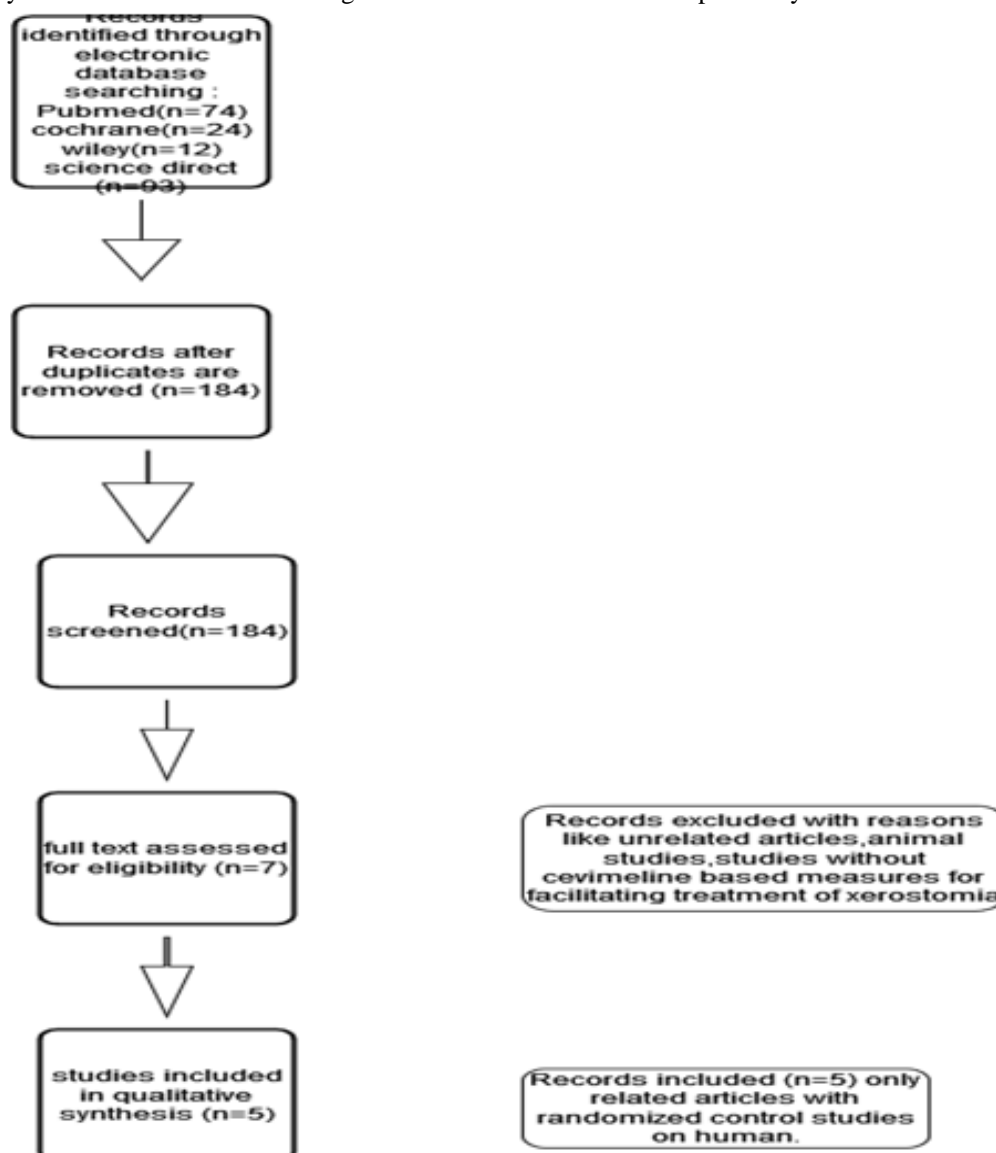 Records
identified through
electronic
database
searching :
Pubmed(n=74)
cochrane(n=24)
wiley(n=12)
science direct
(n=93)
Records after
duplicates are
removed (n=184)
Records
screened(n=184)
full text assessed
for eligibility (n=7)
Records excluded with reasons
like unrelated articles,animal
studies,studies without
cevimeline based measures for
facilitating treatment of xerostomia
studies included
in qualitative
synthesis (n=5)
Records included (n=5) only
related articles with
randomized control studies
on human.